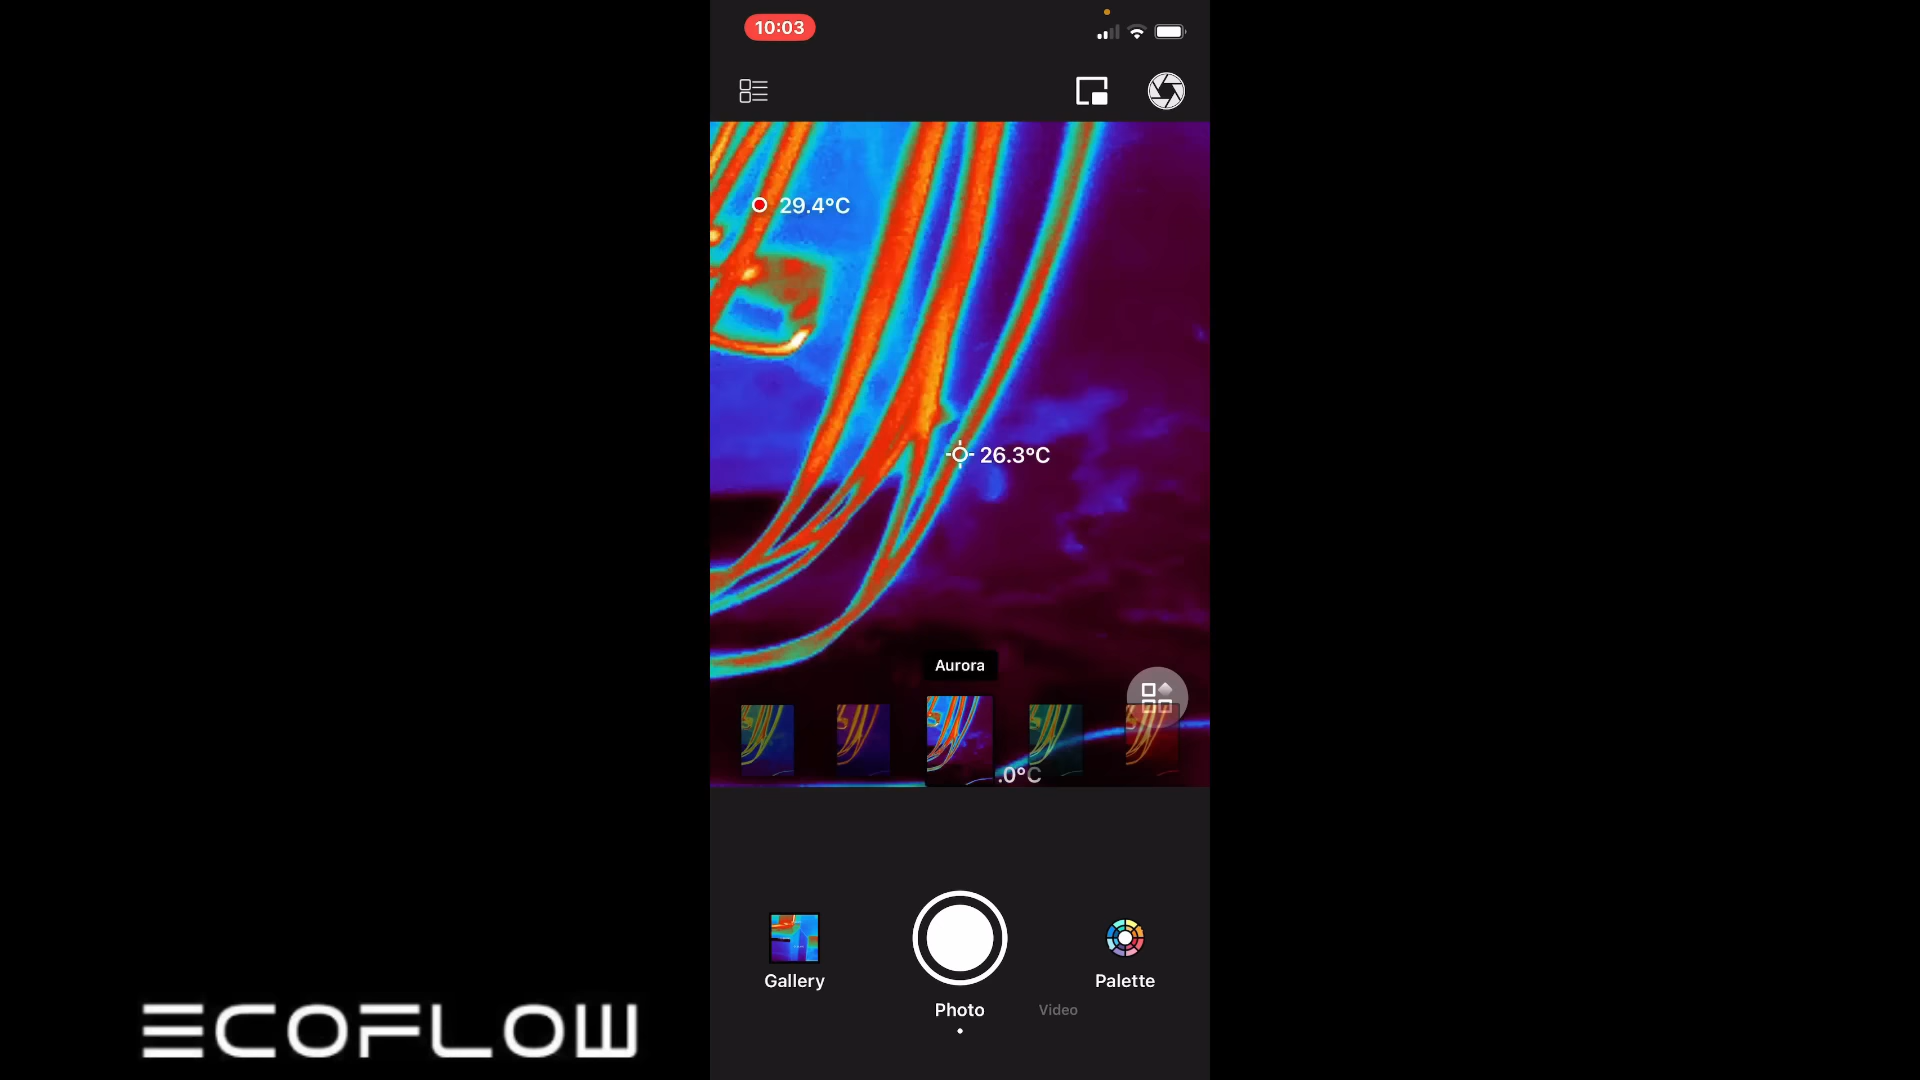 10:03
29.4°C
26.3°C
Aurora
.0°C
Gallery
Palette
Photo
Video
ECOFLOW